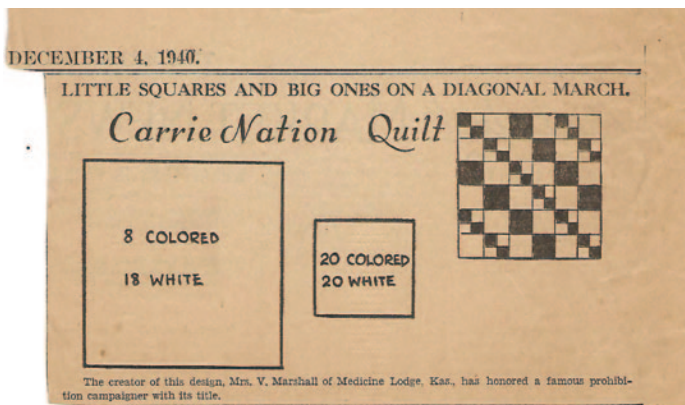 DECEMBER 4, 1940.
LITTLE SQUARES AND BIG ONES ON A DIAGONAL MARCH.
Carrie Nation Quilt
8 COLORED
18 WHITE
20 COLORED
20 WHITE
The creator of this design, Mrs. V. Marshall of Medicine Lodge, Kas., has honored a famous prohibi-
tion campaigner with its title.